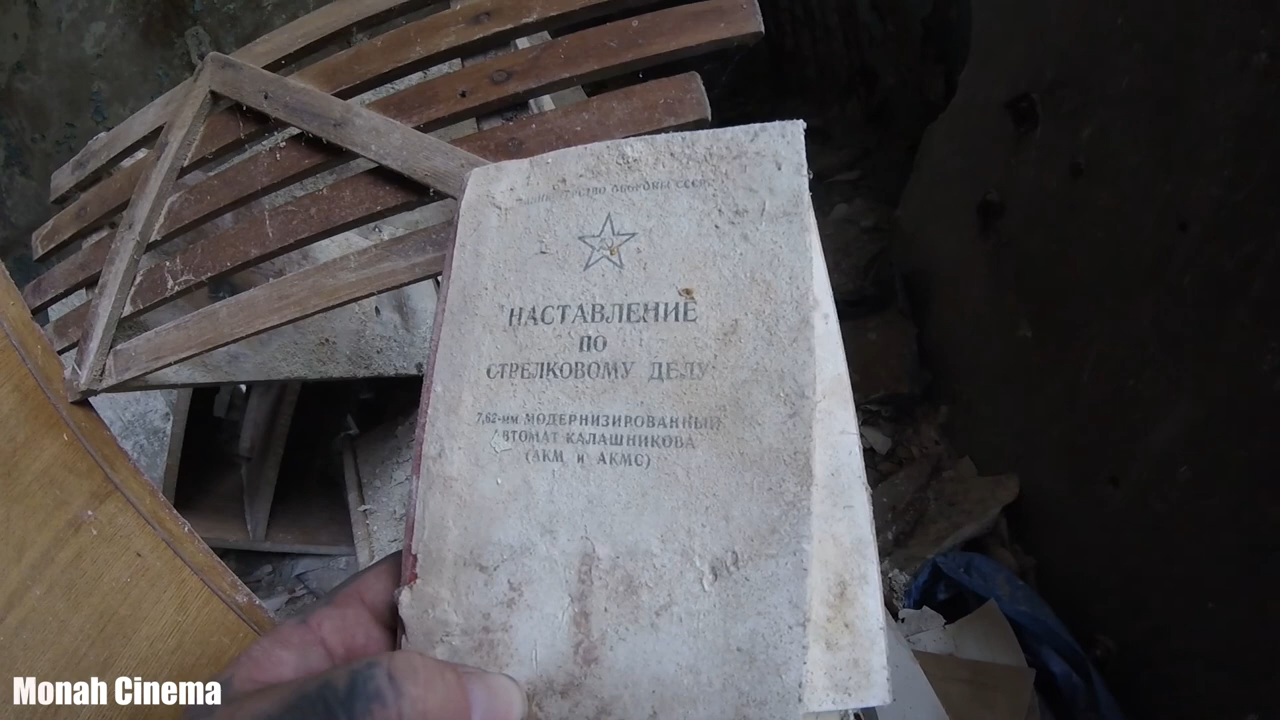 МИНИСТЕРСТВО ОБОРОНЫ СССР
НАСТАВЛЕНИЕ
ПО
СТРЕЛКОВОМУ ДЕЛУ
7,62-мм МОДЕРНИЗИРОВАННЫЙ
АВТОМАТ КАЛАШНИКОВА
(АКМ и АКМС)
Monah Cinema